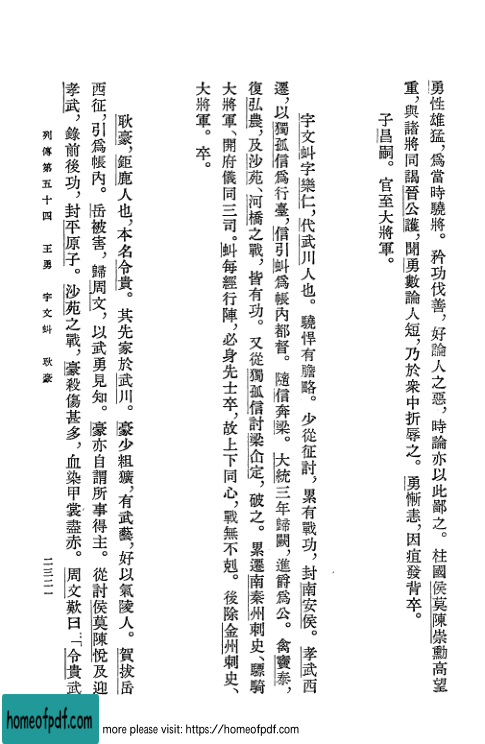 勇性雄猛，爲當時驍將。矜功伐善，好論人之惡，時論亦以此鄙之。柱國侯莫陳崇勳高望
重，與諸將同謁晉公護，聞勇數論人短，乃於衆中折辱之。勇慚恚，因疽發背卒。
子昌嗣。官至大將軍。
宇文虯字樂仁，代武川人也。驍悍有膽略。少從征討，累有戰功，封南安侯。孝武西
遷，以獨孤信爲行臺，信引虯爲帳內都督。隨信奔梁。大統三年歸闕，進爵爲公。禽竇泰，
復弘農，及沙苑、河橋之戰，皆有功。又從獨孤信討梁仚定，破之。累遷南秦州刺史、驃騎
大將軍、開府儀同三司。虯每經行陣，必身先士卒，故上下同心，戰無不剋。後除金州刺史、
大將軍。卒。
耿豪，鉅鹿人也，本名令貴。其先家於武川。豪少粗獷，有武藝，好以氣陵人。賀拔岳
西征，引爲帳內。岳被害，歸周文，以武勇見知。豪亦自謂所事得主。從討侯莫陳悅及迎
孝武，錄前後功，封平原子。沙苑之戰，豪殺傷甚多，血染甲裳盡赤。周文歎曰：「令貴武
列傳第五十四　王勇　宇文虯　耿豪
二三二一
homeofpdf.com
more please visit: https://homeofpdf.com